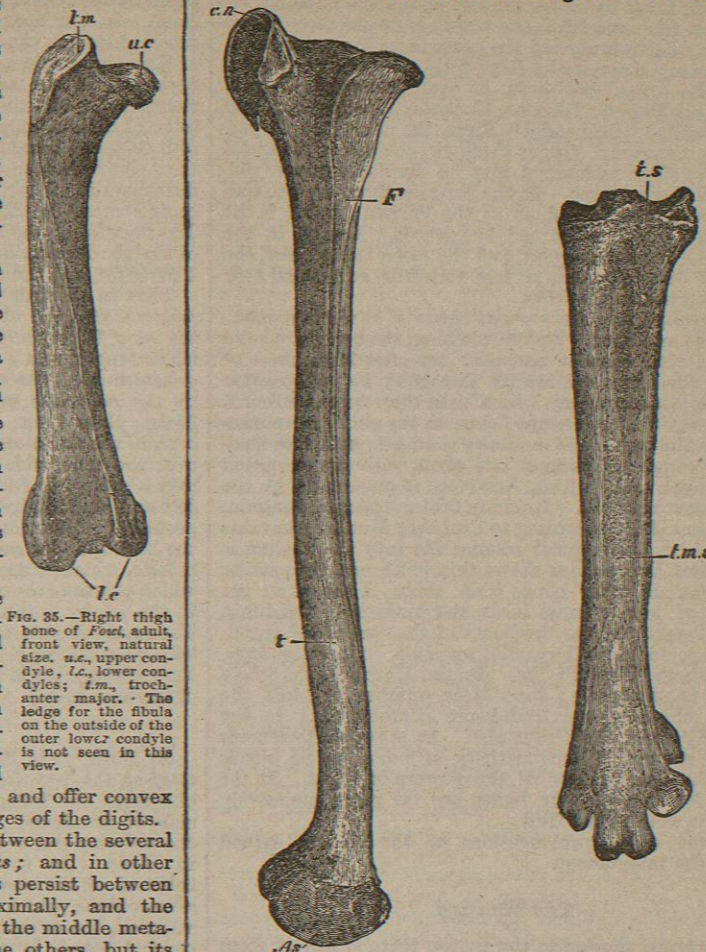 t.m
u.c
l.c
FIG. 35.—Right thigh
bone of Fowl, adult,
front view, natural
size. u.c., upper con-
dyle, l.c., lower con-
dyles; t.m., troch-
anter major. The
ledge for the fibula
on the outside of the
outer lower condyle
is not seen in this
view.
and offer convex
ges of the digits.
tween the several
s; and in other
persist between
ximally, and the
the middle meta-
others, but its
c.n
F
t
As
t.s
t.m.